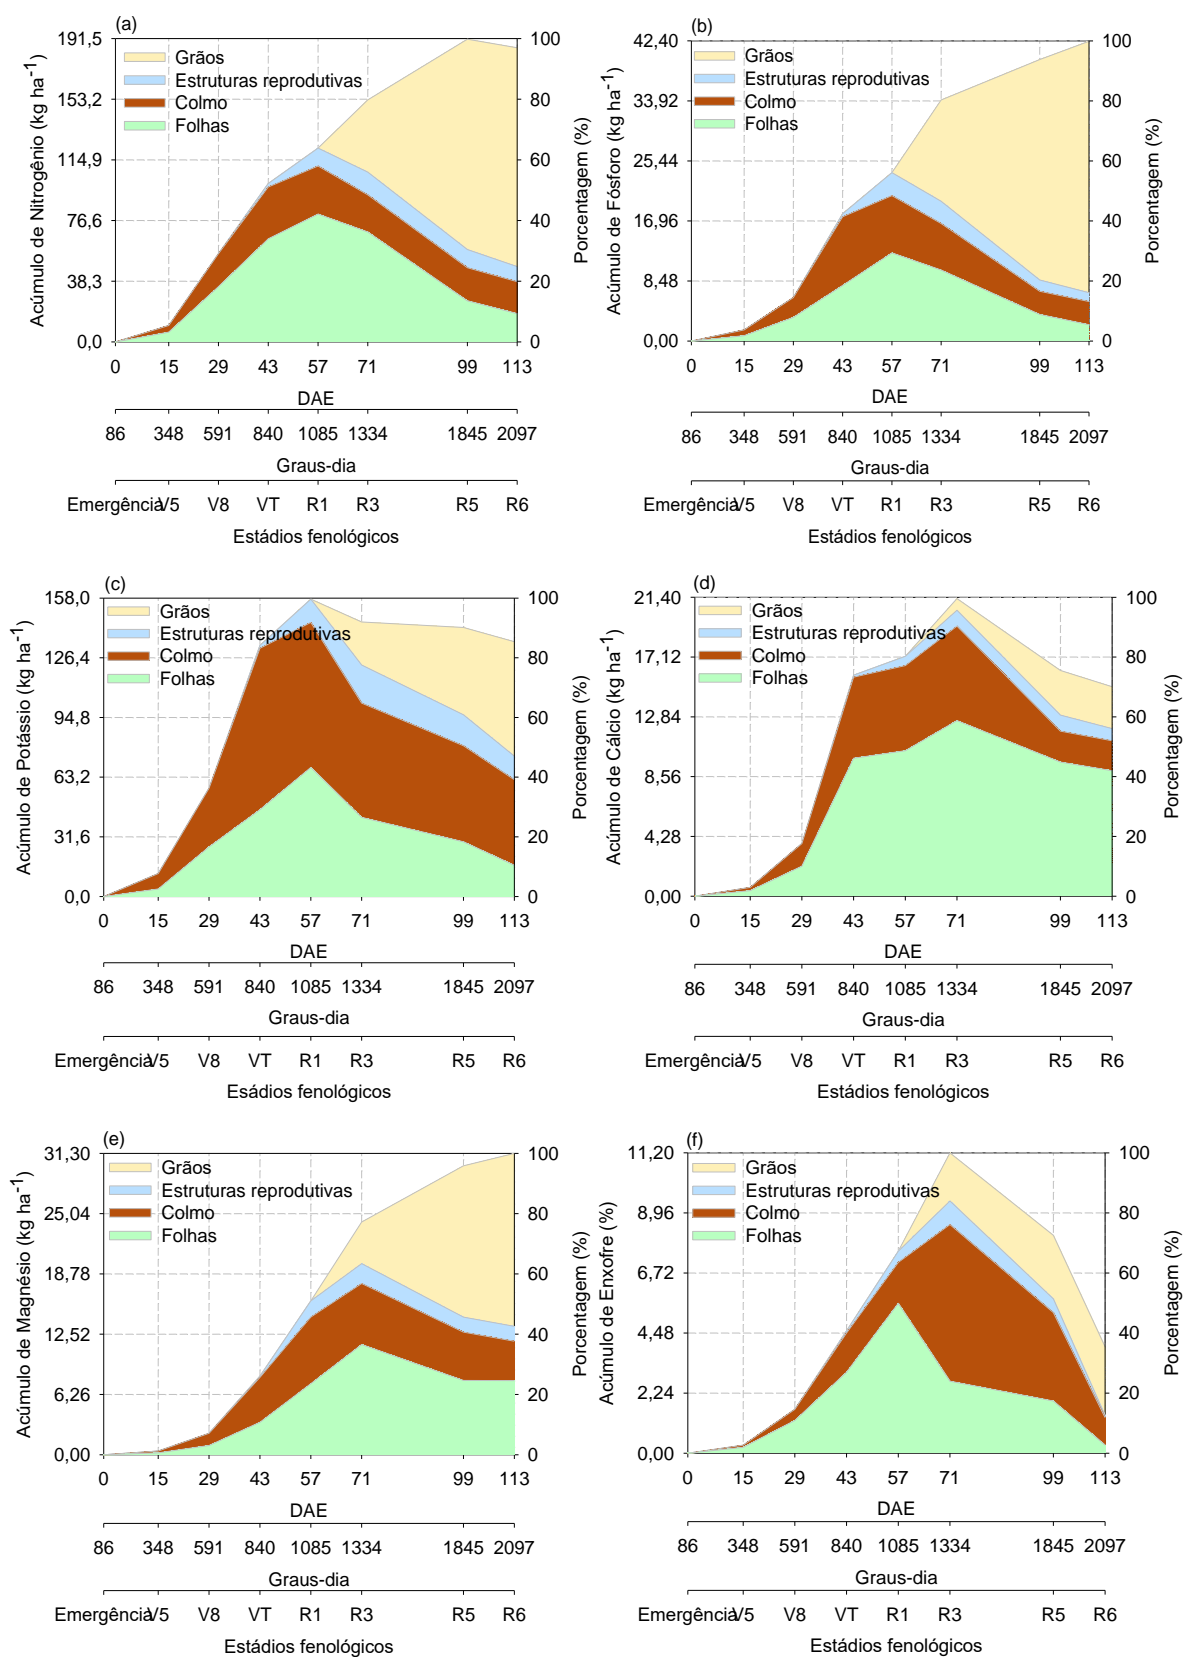 (a)
191,5
153,2
114,9
76,6
38,3
0,0
Acúmulo de Nitrogênio (kg ha⁻¹)
Grãos
Estruturas reprodutivas
Colmo
Folhas
100
80
60
40
20
0
Porcentagem (%)
0 15 29 43 57 71 99 113
DAE
86 348 591 840 1085 1334 1845 2097
Graus-dia
Emergência V5 V8 VT R1 R3 R5 R6
Estádios fenológicos
(b)
42,40
33,92
25,44
16,96
8,48
0,00
Acúmulo de Fósforo (kg ha⁻¹)
Grãos
Estruturas reprodutivas
Colmo
Folhas
100
80
60
40
20
0
Porcentagem (%)
0 15 29 43 57 71 99 113
DAE
86 348 591 840 1085 1334 1845 2097
Graus-dia
Emergência V5 V8 VT R1 R3 R5 R6
Estádios fenológicos
(c)
158,0
126,4
94,8
63,2
31,6
0,0
Acúmulo de Potássio (kg ha⁻¹)
Grãos
Estruturas reprodutivas
Colmo
Folhas
100
80
60
40
20
0
Porcentagem (%)
0 15 29 43 57 71 99 113
DAE
86 348 591 840 1085 1334 1845 2097
Graus-dia
Emergência V5 V8 VT R1 R3 R5 R6
Esádios fenológicos
(d)
21,40
17,12
12,84
8,56
4,28
0,00
Acúmulo de Cálcio (kg ha⁻¹)
Grãos
Estruturas reprodutivas
Colmo
Folhas
100
80
60
40
20
0
Porcentagem (%)
0 15 29 43 57 71 99 113
DAE
86 348 591 840 1085 1334 1845 2097
Graus-dia
Emergência V5 V8 VT R1 R3 R5 R6
Estádios fenológicos
(e)
31,30
25,04
18,78
12,52
6,26
0,00
Acúmulo de Magnésio (kg ha⁻¹)
Grãos
Estruturas reprodutivas
Colmo
Folhas
100
80
60
40
20
0
Porcentagem (%)
0 15 29 43 57 71 99 113
DAE
86 348 591 840 1085 1334 1845 2097
Graus-dia
Emergência V5 V8 VT R1 R3 R5 R6
Estádios fenológicos
(f)
11,20
8,96
6,72
4,48
2,24
0,00
Acúmulo de Enxofre (%)
Grãos
Estruturas reprodutivas
Colmo
Folhas
100
80
60
40
20
0
Porcentagem (%)
0 15 29 43 57 71 99 113
DAE
86 348 591 840 1085 1334 1845 2097
Graus-dia
Emergência V5 V8 VT R1 R3 R5 R6
Estádios fenológicos